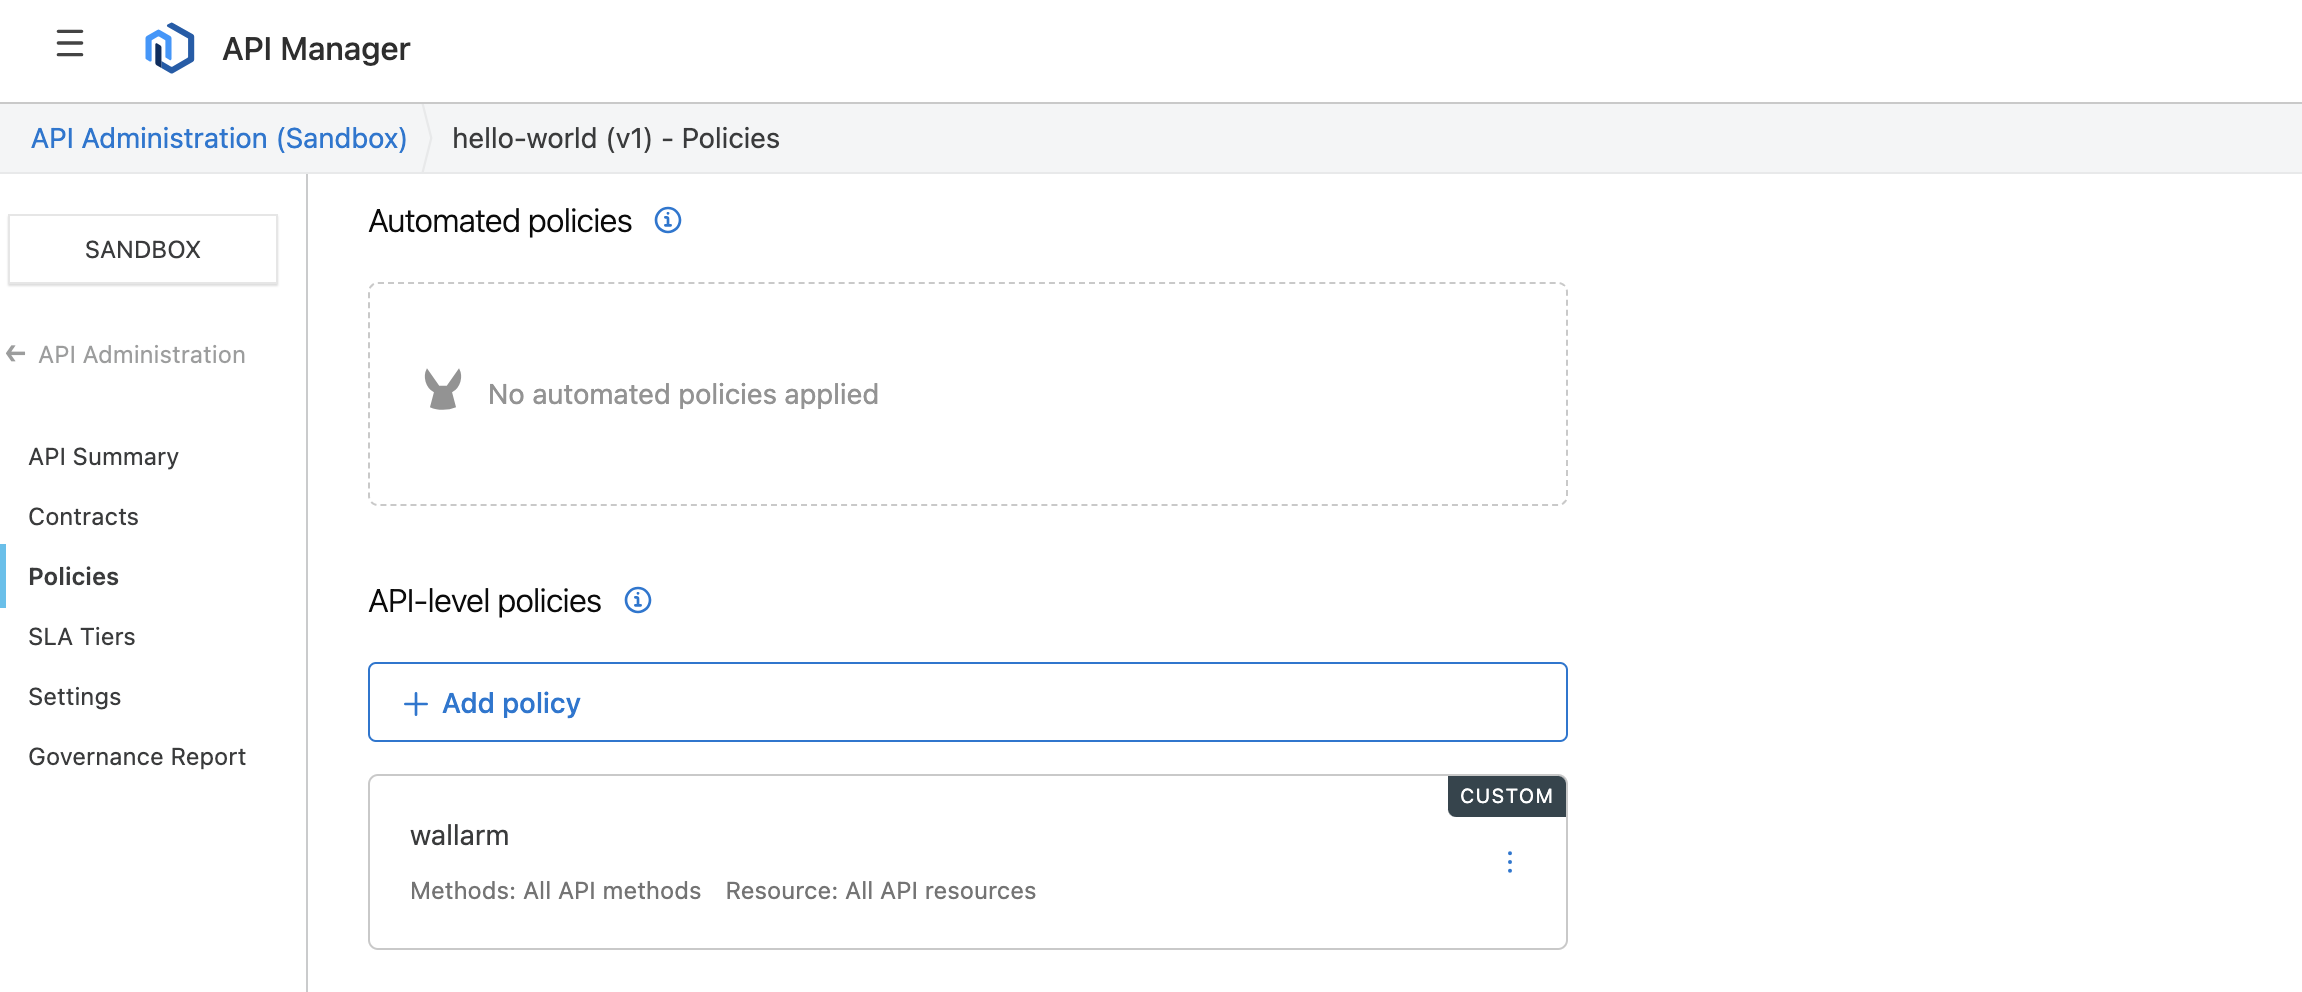 API Manager
API Administration (Sandbox)
hello-world (v1) - Policies
SANDBOX
API Administration
API Summary
Contracts
Policies
SLA Tiers
Settings
Governance Report
Automated policies
No automated policies applied
API-level policies
Add policy
CUSTOM
wallarm
Methods: All API methods Resource: All API resources